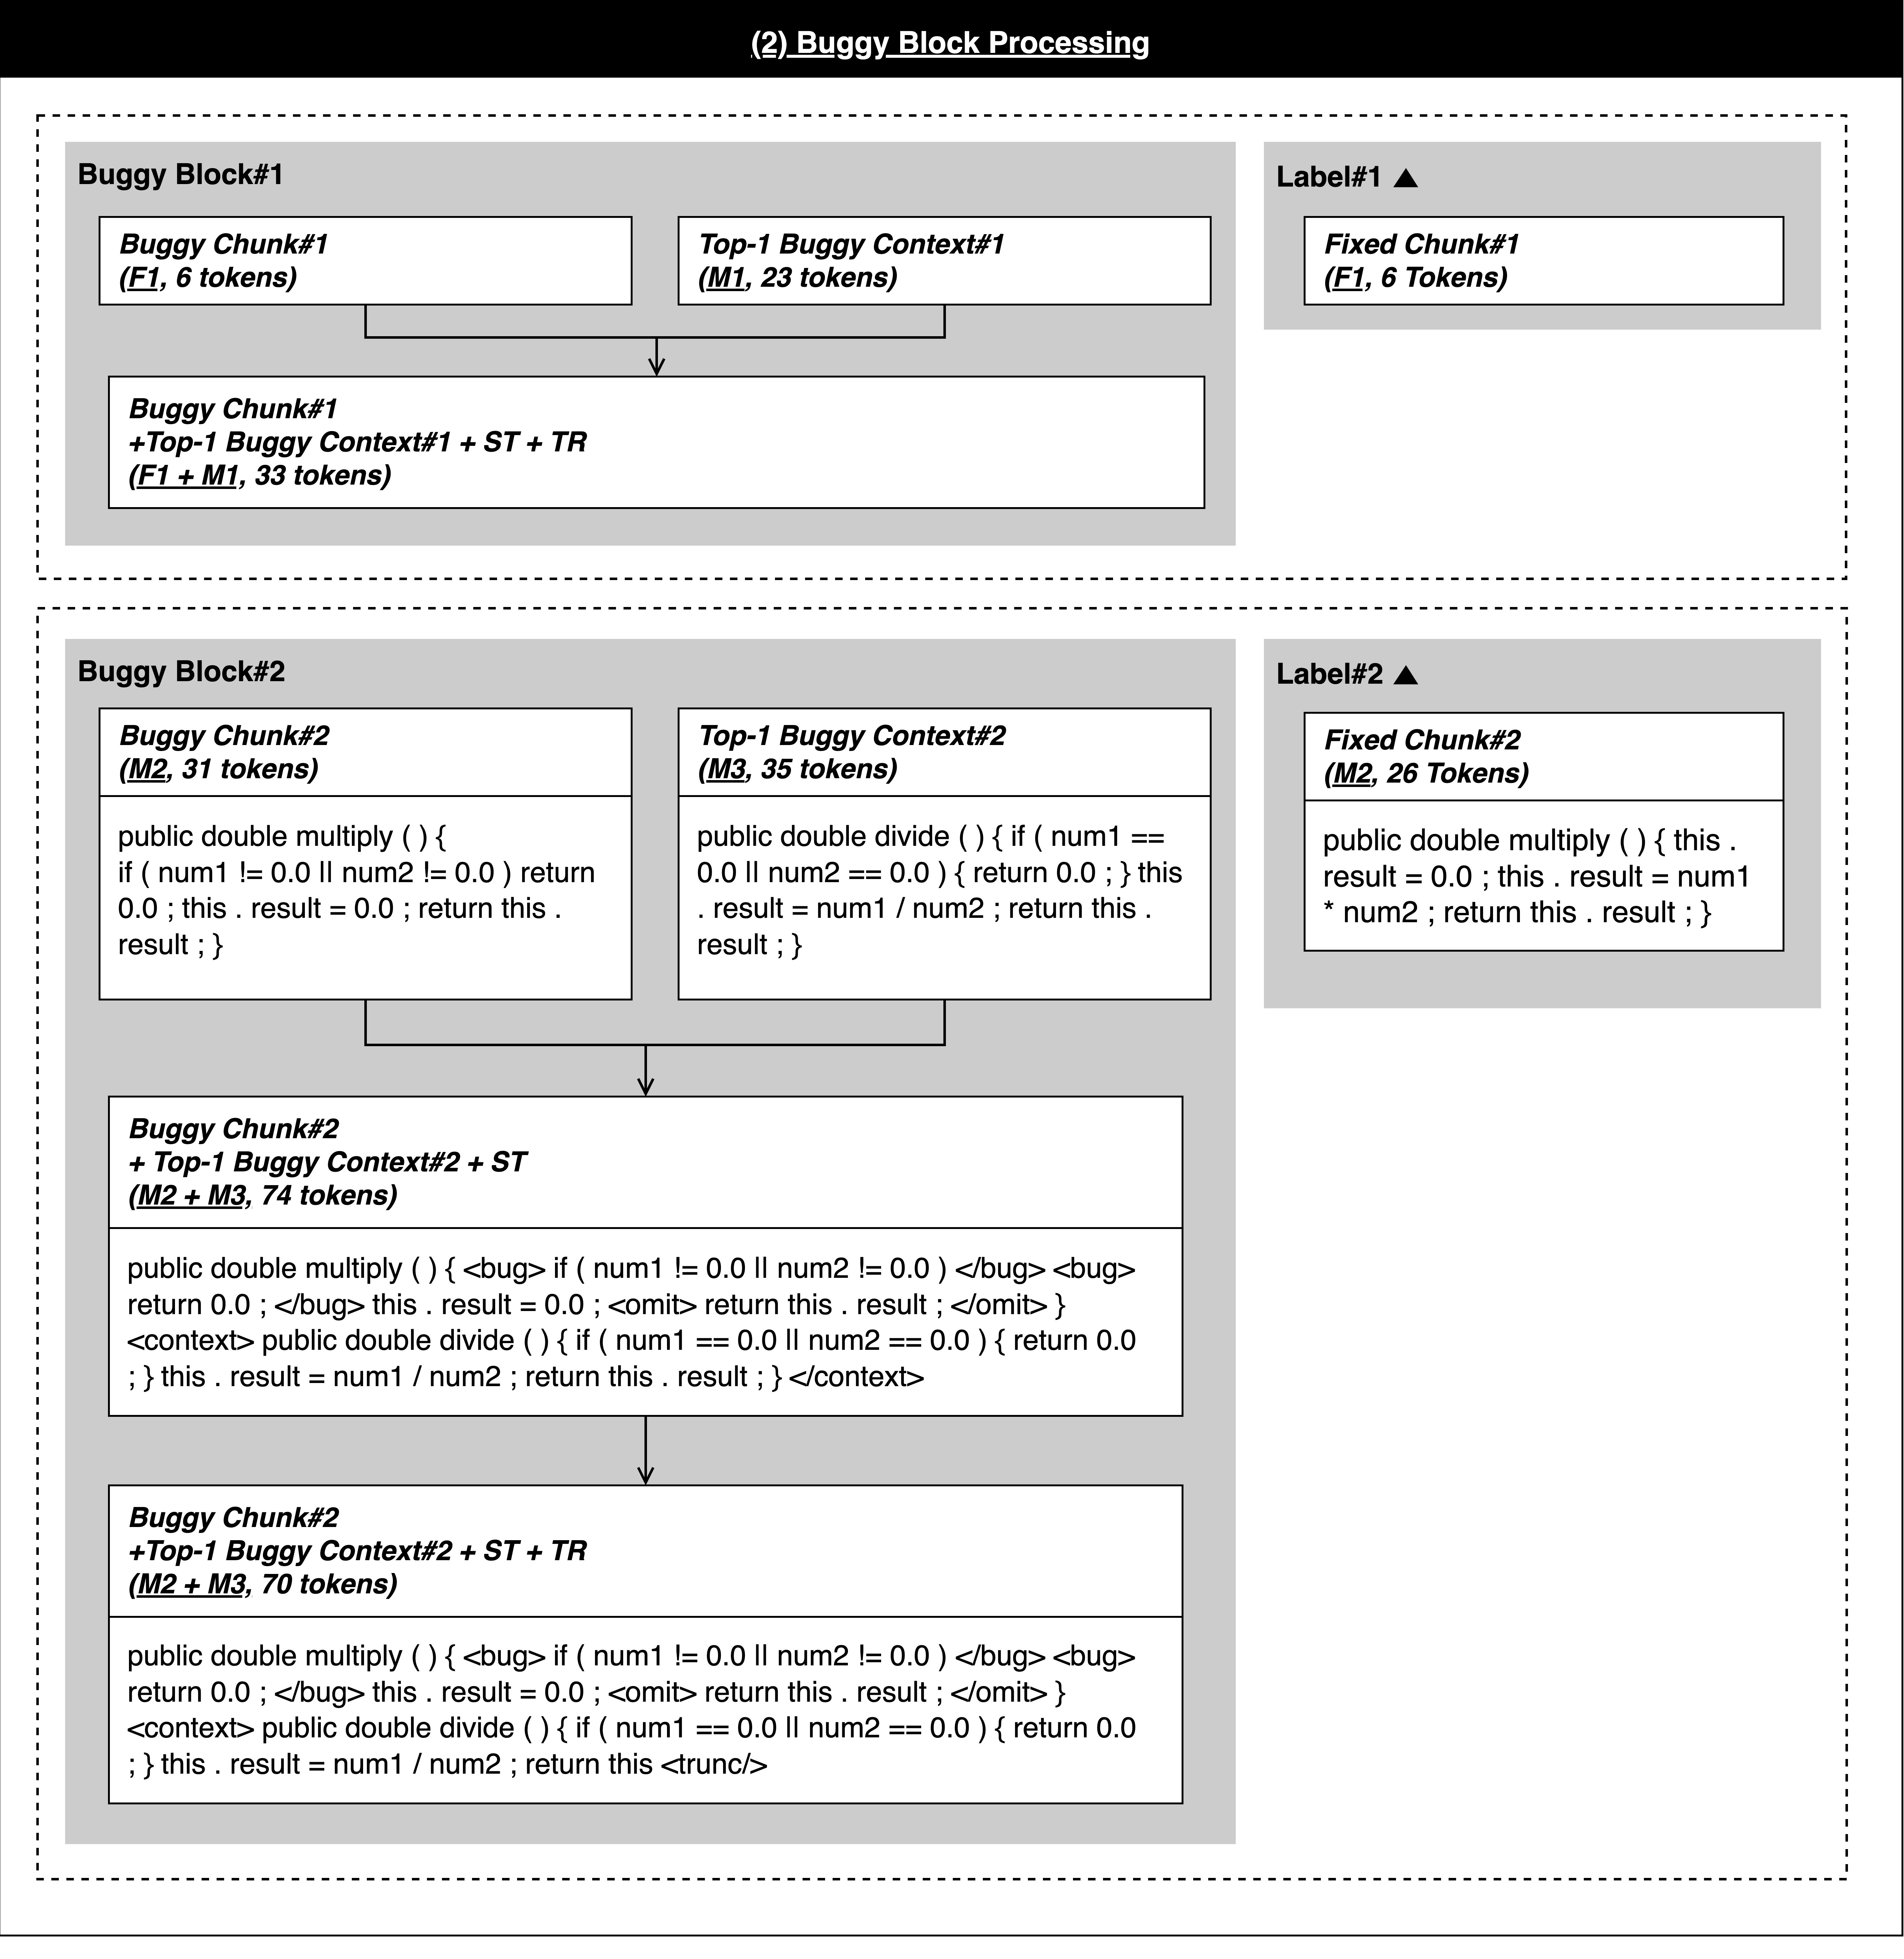 (2) Buggy Block Processing
Buggy Block#1
Buggy Chunk#1
(F1, 6 tokens)
Top-1 Buggy Context#1
(M1, 23 tokens)
Buggy Chunk#1
+Top-1 Buggy Context#1 + ST + TR
(F1 + M1, 33 tokens)
Label#1 ▲
Fixed Chunk#1
(F1, 6 Tokens)
Buggy Block#2
Buggy Chunk#2
(M2, 31 tokens)
public double multiply ( ) {
if ( num1 != 0.0 || num2 != 0.0 ) return
0.0 ; this . result = 0.0 ; return this .
result ; }
Top-1 Buggy Context#2
(M3, 35 tokens)
public double divide ( ) { if ( num1 ==
0.0 || num2 == 0.0 ) { return 0.0 ; } this
. result = num1 / num2 ; return this .
result ; }
Buggy Chunk#2
+ Top-1 Buggy Context#2 + ST
(M2 + M3, 74 tokens)
public double multiply ( ) { <bug> if ( num1 != 0.0 || num2 != 0.0 ) </bug> <bug>
return 0.0 ; </bug> this . result = 0.0 ; <omit> return this . result ; </omit> }
<context> public double divide ( ) { if ( num1 == 0.0 || num2 == 0.0 ) { return 0.0
; } this . result = num1 / num2 ; return this . result ; } </context>
Buggy Chunk#2
+Top-1 Buggy Context#2 + ST + TR
(M2 + M3, 70 tokens)
public double multiply ( ) { <bug> if ( num1 != 0.0 || num2 != 0.0 ) </bug> <bug>
return 0.0 ; </bug> this . result = 0.0 ; <omit> return this . result ; </omit> }
<context> public double divide ( ) { if ( num1 == 0.0 || num2 == 0.0 ) { return 0.0
; } this . result = num1 / num2 ; return this <trunc/>
Label#2 ▲
Fixed Chunk#2
(M2, 26 Tokens)
public double multiply ( ) { this .
result = 0.0 ; this . result = num1
* num2 ; return this . result ; }